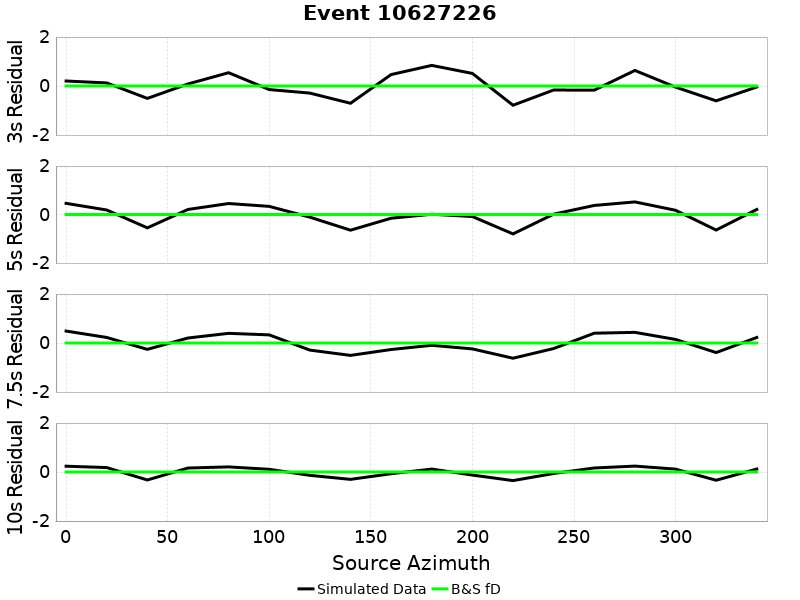 Event 10627226
3s Residual
2
0
-2
5s Residual
2
0
-2
7.5s Residual
2
0
-2
10s Residual
2
0
-2
0 50 100 150 200 250 300
Source Azimuth
Simulated Data B&S fD